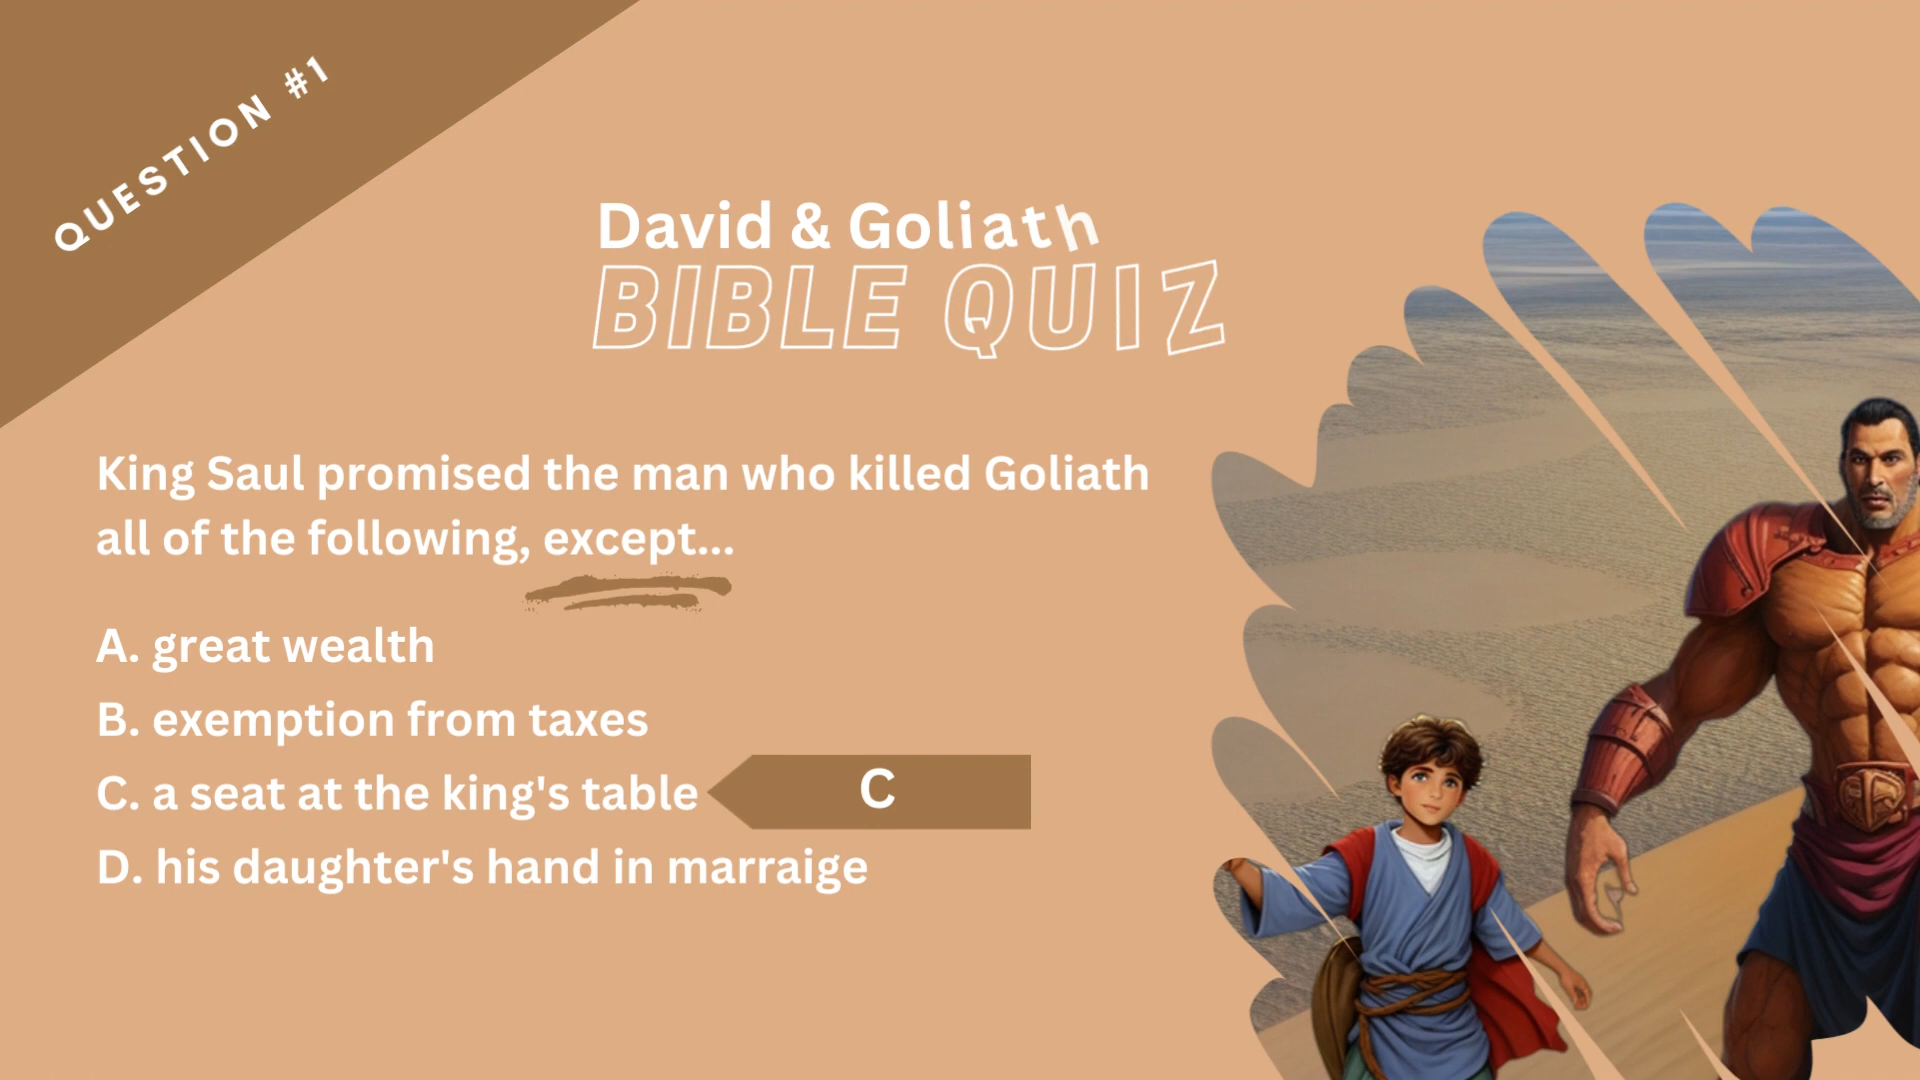 QUESTION #1
David & Goliath
BIBLE QUIZ
King Saul promised the man who killed Goliath
all of the following, except...
A. great wealth
B. exemption from taxes
C. a seat at the king's table
C
D. his daughter's hand in marraige